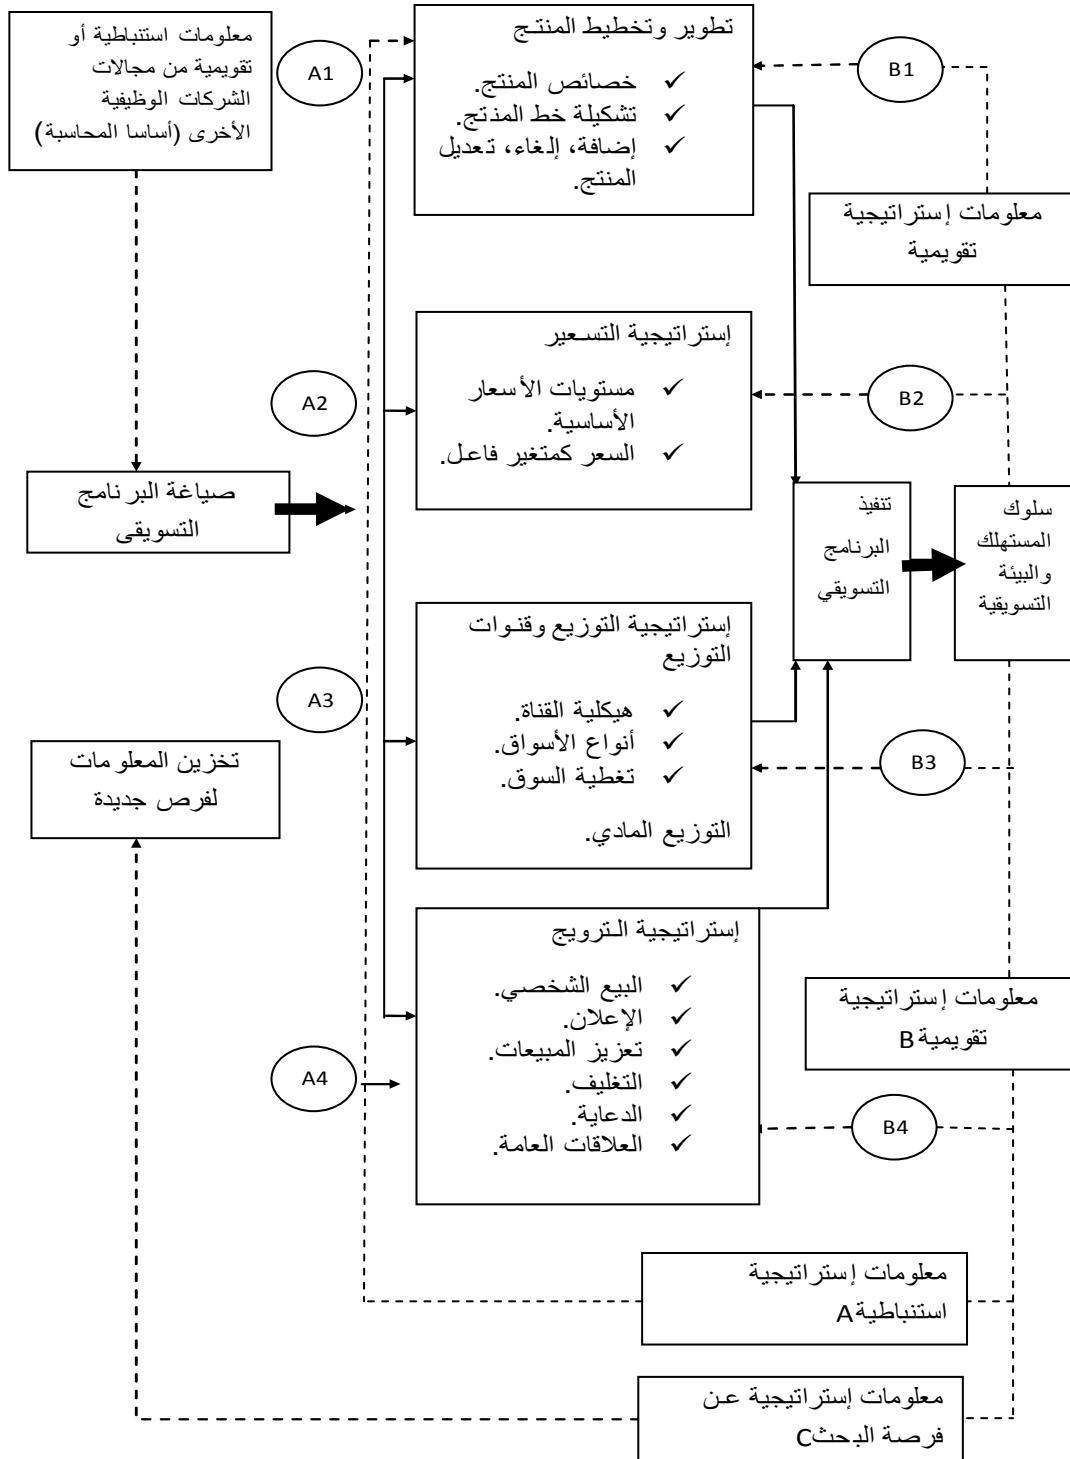 معلومات استنباطية أو
تقويمية من مجالات
الشركات الوظيفية
الأخرى (أساسا المحاسبة)
A1
تطوير وتخطيط المنتج
✓ خصائص المنتج.
✓ تشكيلة خط المنتج.
✓ إضافة، إلغاء، تعديل
المنتج.
B1
معلومات إستراتيجية
تقويمية
A2
إستراتيجية التسعير
✓ مستويات الأسعار
الأساسية.
✓ السعر كمتغير فاعل.
B2
صياغة البرنامج
التسويقى
تنفيذ
البرنامج
التسويقي
سلوك
المستهلك
والبيئة
التسويقية
A3
إستراتيجية التوزيع وقنوات
التوزيع
✓ هيكلية القناة.
✓ أنواع الأسواق.
✓ تغطية السوق.
التوزيع المادي.
B3
تخزين المعلومات
لفرص جديدة
A4
إستراتيجية الترويج
✓ البيع الشخصي.
✓ الإعلان.
✓ تعزيز المبيعات.
✓ التغليف.
✓ الدعاية.
✓ العلاقات العامة.
معلومات إستراتيجية
تقويمية B
B4
معلومات إستراتيجية
استنباطية A
معلومات إستراتيجية عن
فرصة البحث C